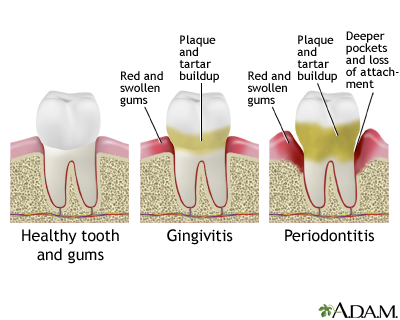 Red and
swollen
gums
Plaque
and
tartar
buildup
Red and
swollen
gums
Plaque
and
tartar
buildup
Deeper
pockets
and loss
of attach-
ment
Healthy tooth
and gums
Gingivitis
Periodontitis
A.D.A.M.